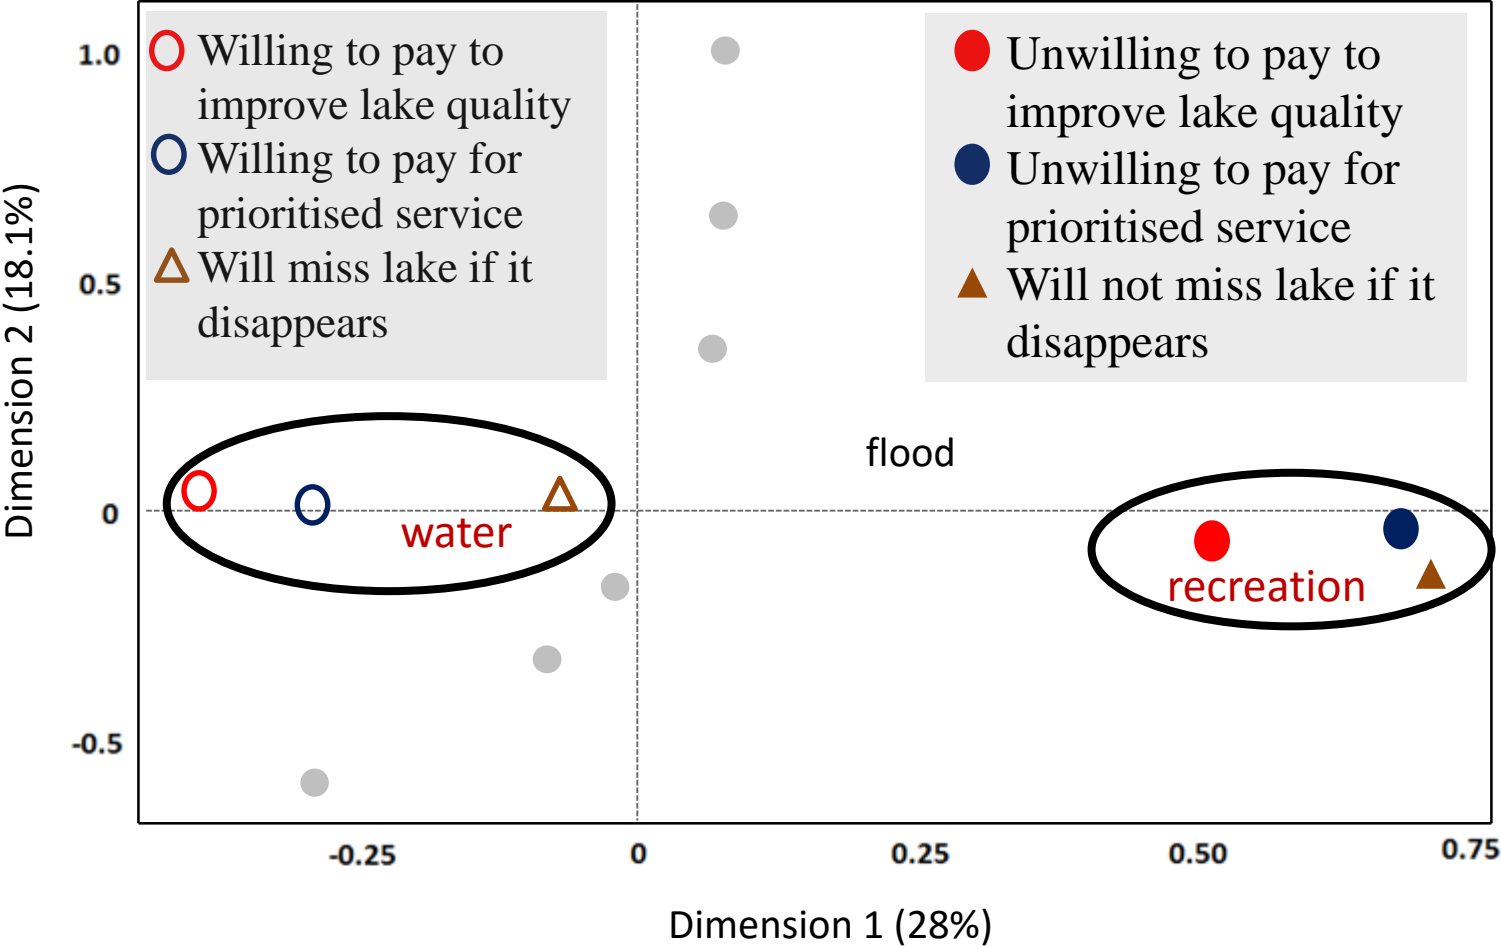 Willing to pay to
improve lake quality
Willing to pay for
prioritised service
Will miss lake if it
disappears
Unwilling to pay to
improve lake quality
Unwilling to pay for
prioritised service
Will not miss lake if it
disappears
Dimension 2 (18.1%)
1.0
0.5
0
-0.5
flood
water
recreation
-0.25
0
0.25
0.50
0.75
Dimension 1 (28%)